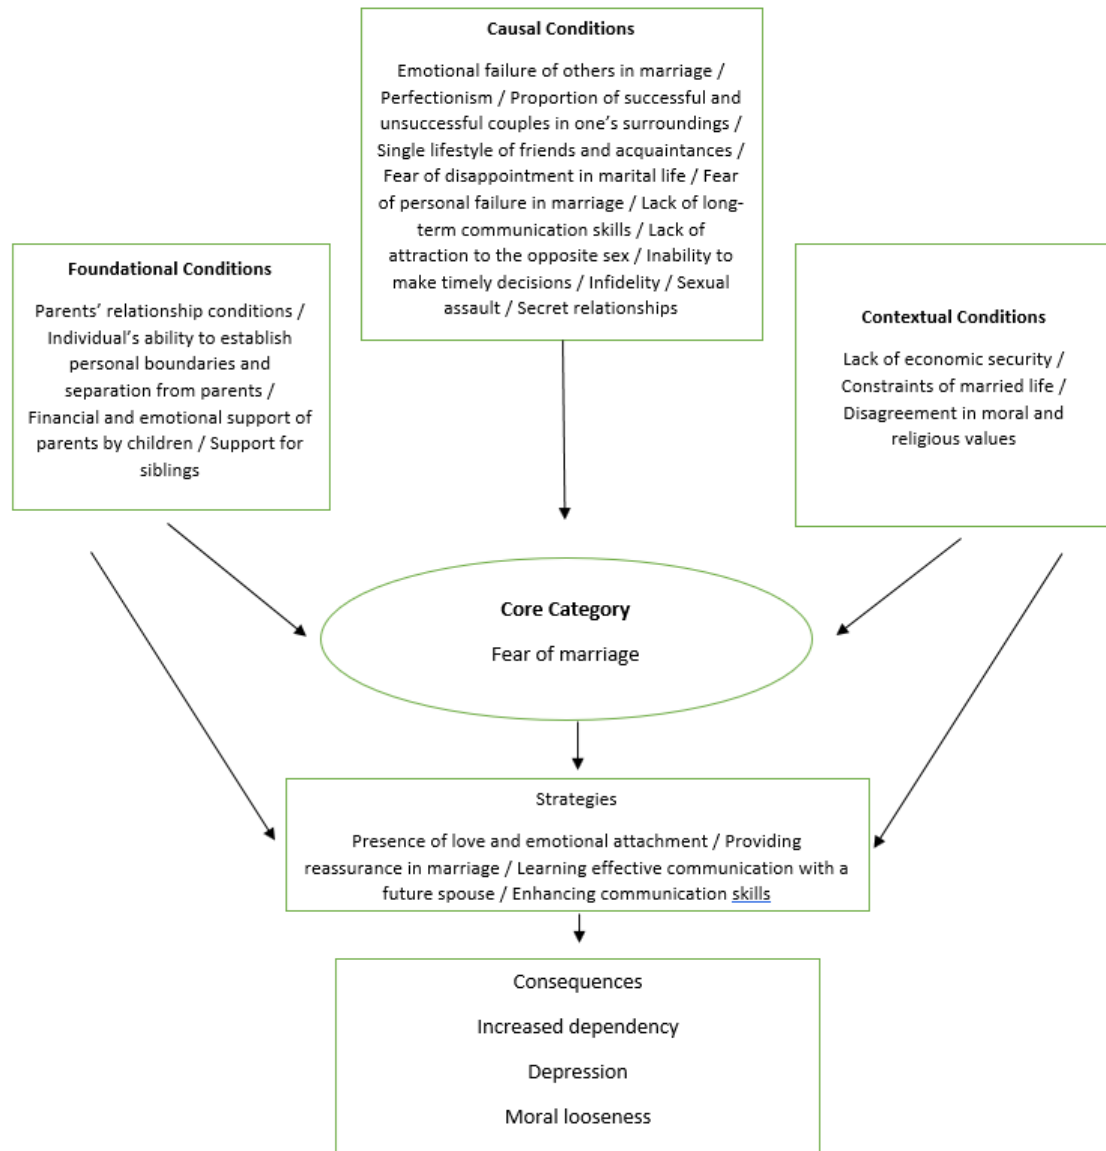 Causal Conditions
Emotional failure of others in marriage /
Perfectionism / Proportion of successful and
unsuccessful couples in one’s surroundings /
Single lifestyle of friends and acquaintances /
Fear of disappointment in marital life / Fear
of personal failure in marriage / Lack of long-
term communication skills / Lack of
attraction to the opposite sex / Inability to
make timely decisions / Infidelity / Sexual
assault / Secret relationships
Foundational Conditions
Parents’ relationship conditions /
Individual’s ability to establish
personal boundaries and
separation from parents /
Financial and emotional support of
parents by children / Support for
siblings
Contextual Conditions
Lack of economic security /
Constraints of married life /
Disagreement in moral and
religious values
Core Category
Fear of marriage
Strategies
Presence of love and emotional attachment / Providing
reassurance in marriage / Learning effective communication with a
future spouse / Enhancing communication skills
Consequences
Increased dependency
Depression
Moral looseness